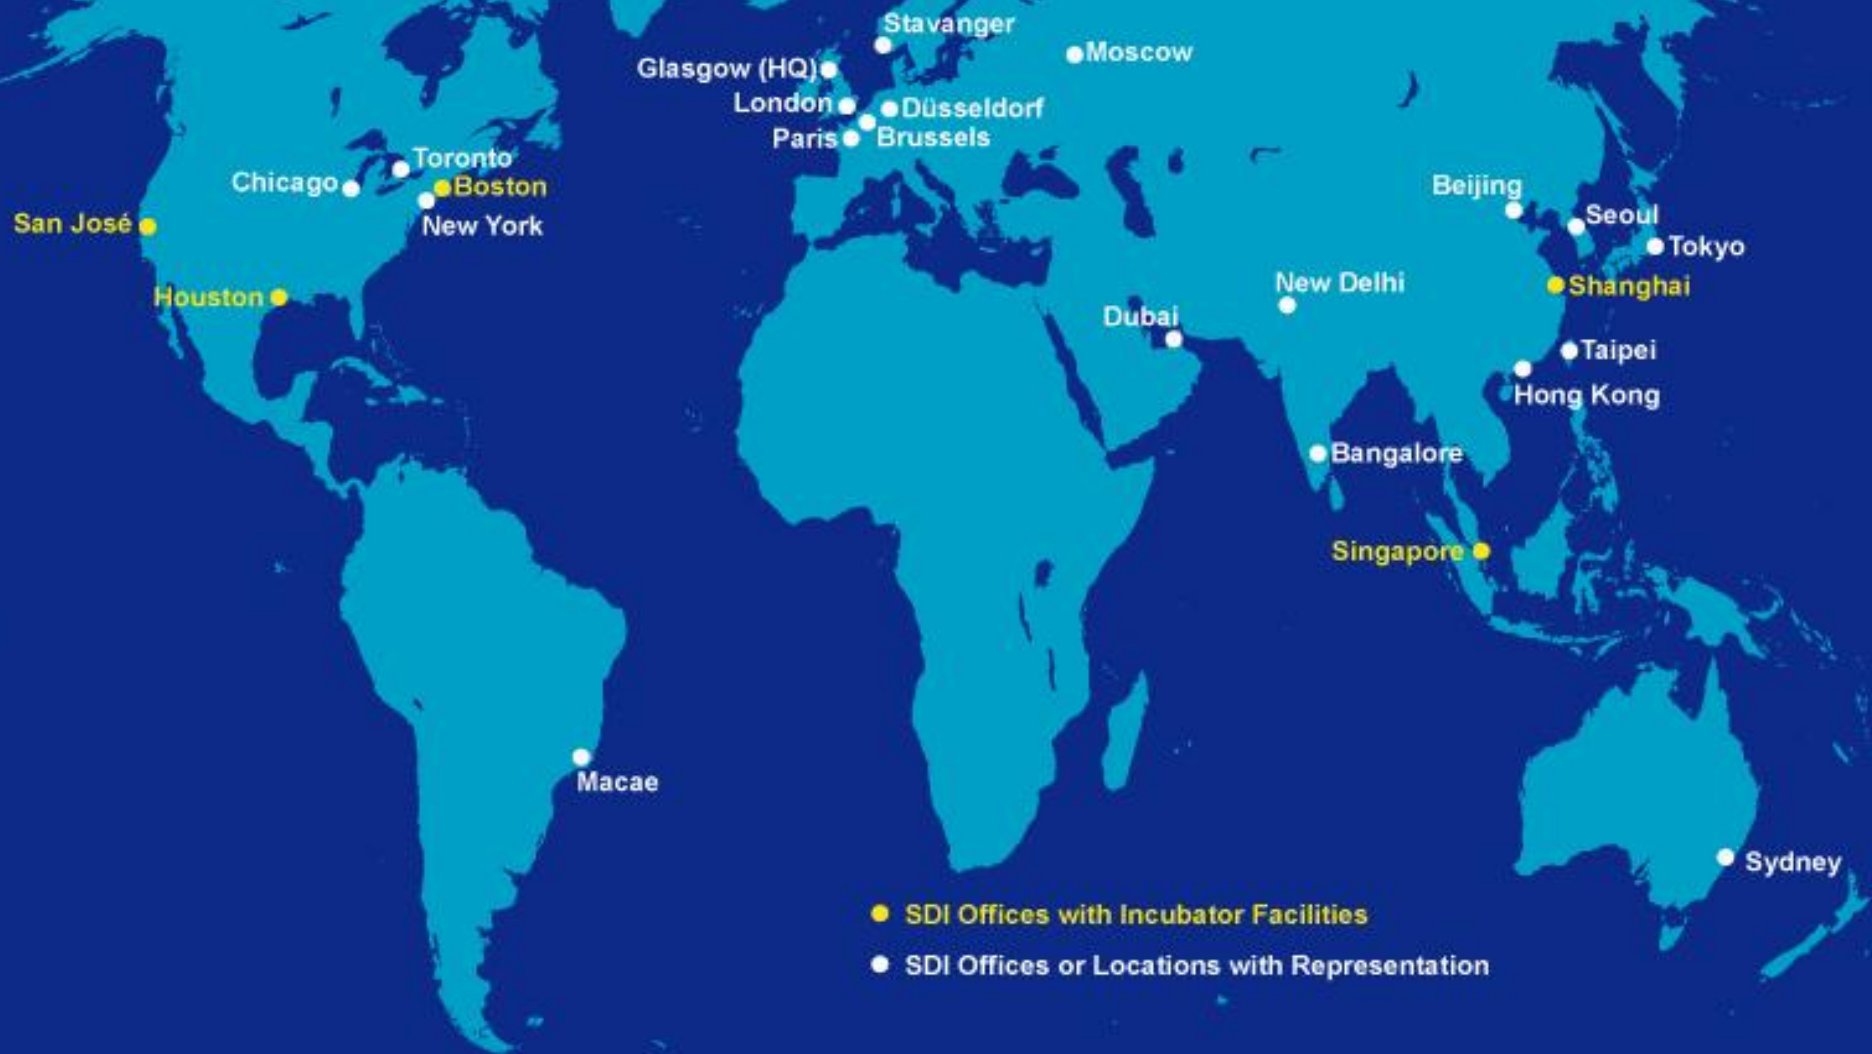 Stavanger
Moscow
Glasgow (HQ)
London
Düsseldorf
Paris
Brussels
Toronto
Chicago
Boston
New York
San José
Houston
Beijing
Seoul
Tokyo
New Delhi
Shanghai
Dubai
Taipei
Hong Kong
Bangalore
Singapore
Macae
Sydney
SDI Offices with Incubator Facilities
SDI Offices or Locations with Representation